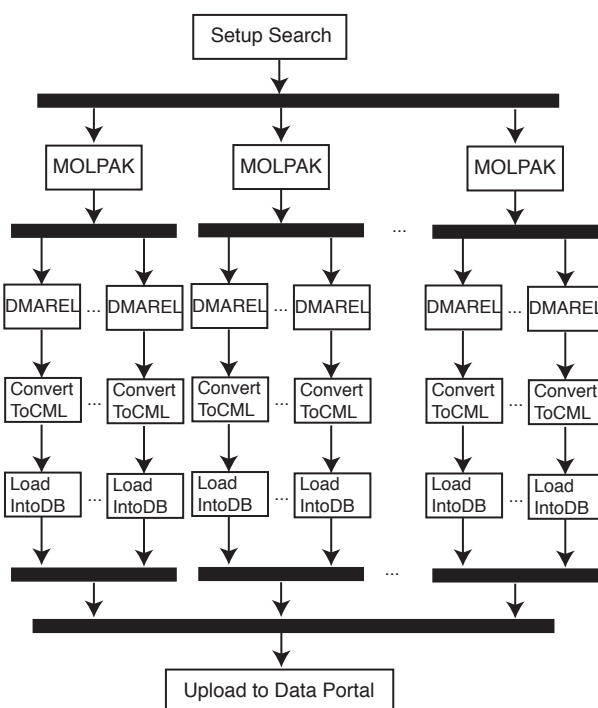 Setup Search
MOLPAK MOLPAK MOLPAK
...
DMAREL ... DMAREL DMAREL ... DMAREL DMAREL ... DMAREL
Convert ... Convert Convert ... Convert Convert ... Convert
ToCML ToCML ToCML ToCML ToCML ToCML
Load ... Load Load ... Load Load ... Load
IntoDB IntoDB IntoDB IntoDB IntoDB IntoDB
...
Upload to Data Portal